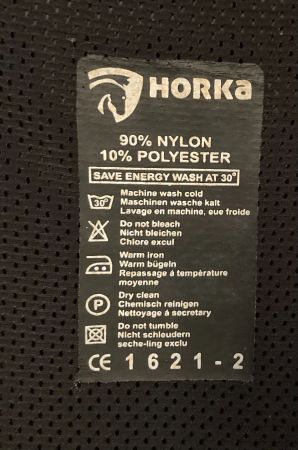 HORKa
90% NYLON
10% POLYESTER
SAVE ENERGY WASH AT 30°
30°
Machine wash cold
Maschinen wasche kalt
Lavage en machine, eue froide
Do not bleach
Nicht bleichen
Chlore excul
Warm iron
Warm bügeln
Repassage á température
moyenne
P
Dry clean
Chemisch reinigen
Nettoyage á secretary
Do not tumble
Nicht schleudern
seche-ling exclu
CE 1621-2